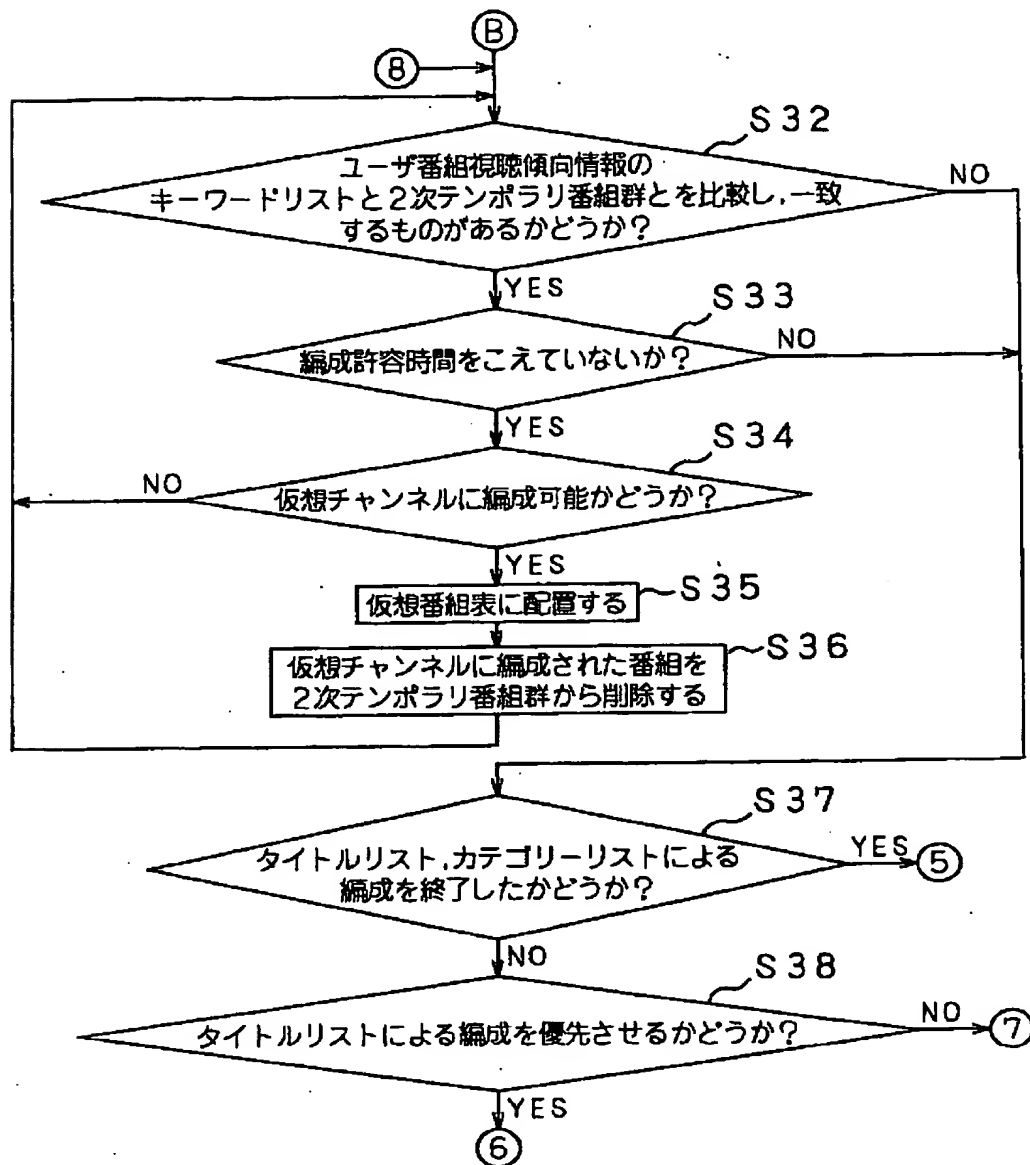 B
8
S32
ユーザ番組視聴傾向情報の
キーワードリストと2次テンポラリ番組群とを比較し,一致
するものがあるかどうか?
NO
YES
S33
編成許容時間をこえていないか?
NO
YES
S34
NO
仮想チャンネルに編成可能かどうか?
YES
S35
仮想番組表に配置する
S36
仮想チャンネルに編成された番組を
2次テンポラリ番組群から削除する
S37
タイトルリスト,カテゴリーリストによる
編成を終了したかどうか?
YES
5
NO
S38
タイトルリストによる編成を優先させるかどうか?
NO
7
YES
6